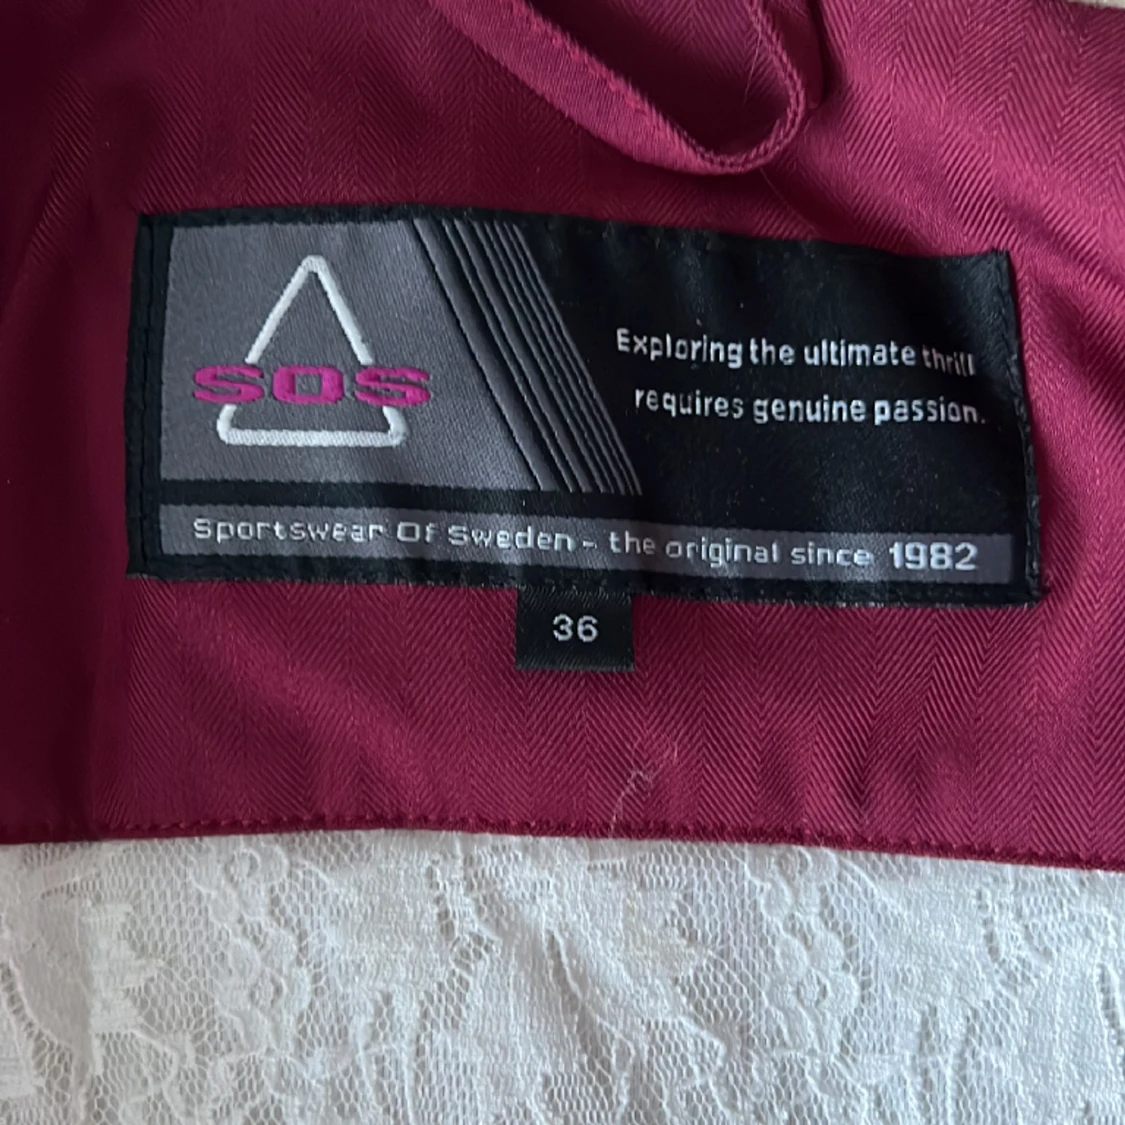 SOS
Exploring the ultimate thrill
requires genuine passion.
Sportswear Of Sweden - the original since 1982
36